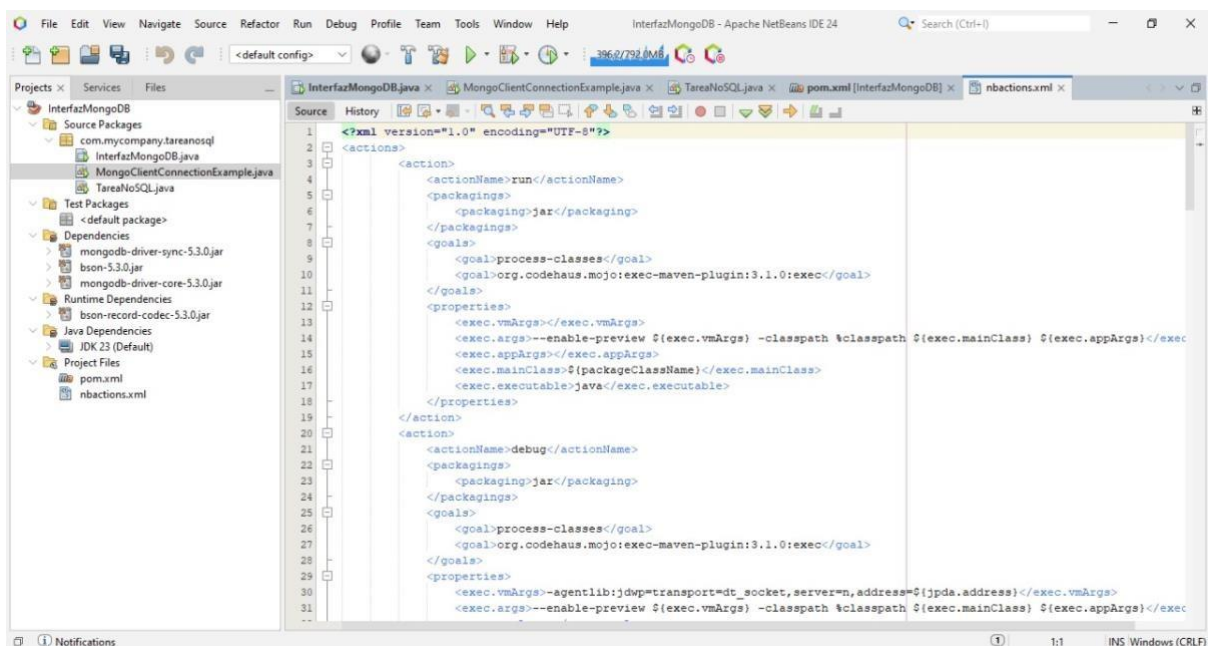 File Edit View Navigate Source Refactor Run Debug Profile Team Tools Window Help
InterfazMongoDB - Apache NetBeans IDE 24
Search (Ctrl+I)
<default config>
396.2/792.0MB
Projects Services Files
InterfazMongoDB
Source Packages
com.mycompany.tareanosql
InterfazMongoDB.java
MongoClientConnectionExample.java
TareaNoSQL.java
Test Packages
<default package>
Dependencies
mongodb-driver-sync-5.3.0.jar
bson-5.3.0.jar
mongodb-driver-core-5.3.0.jar
Runtime Dependencies
bson-record-codec-5.3.0.jar
Java Dependencies
JDK 23 (Default)
Project Files
pom.xml
nbactions.xml
InterfazMongoDB.java MongoClientConnectionExample.java TareaNoSQL.java pom.xml [InterfazMongoDB] nbactions.xml
Source History
1 <?xml version="1.0" encoding="UTF-8"?>
2 <actions>
3 <action>
4 <actionName>run</actionName>
5 <packagings>
6 <packaging>jar</packaging>
7 </packagings>
8 <goals>
9 <goal>process-classes</goal>
10 <goal>org.codehaus.mojo:exec-maven-plugin:3.1.0:exec</goal>
11 </goals>
12 <properties>
13 <exec.vmArgs></exec.vmArgs>
14 <exec.args>--enable-preview ${exec.vmArgs} -classpath %classpath ${exec.mainClass} ${exec.appArgs}</exec
15 <exec.appArgs></exec.appArgs>
16 <exec.mainClass>${packageClassName}</exec.mainClass>
17 <exec.executable>java</exec.executable>
18 </properties>
19 </action>
20 <action>
21 <actionName>debug</actionName>
22 <packagings>
23 <packaging>jar</packaging>
24 </packagings>
25 <goals>
26 <goal>process-classes</goal>
27 <goal>org.codehaus.mojo:exec-maven-plugin:3.1.0:exec</goal>
28 </goals>
29 <properties>
30 <exec.vmArgs>-agentlib:jdwp=transport=dt_socket,server=n,address=${jpda.address}</exec.vmArgs>
31 <exec.args>--enable-preview ${exec.vmArgs} -classpath %classpath ${exec.mainClass} ${exec.appArgs}</exec
Notifications
1 1:1 INS Windows (CRLF)